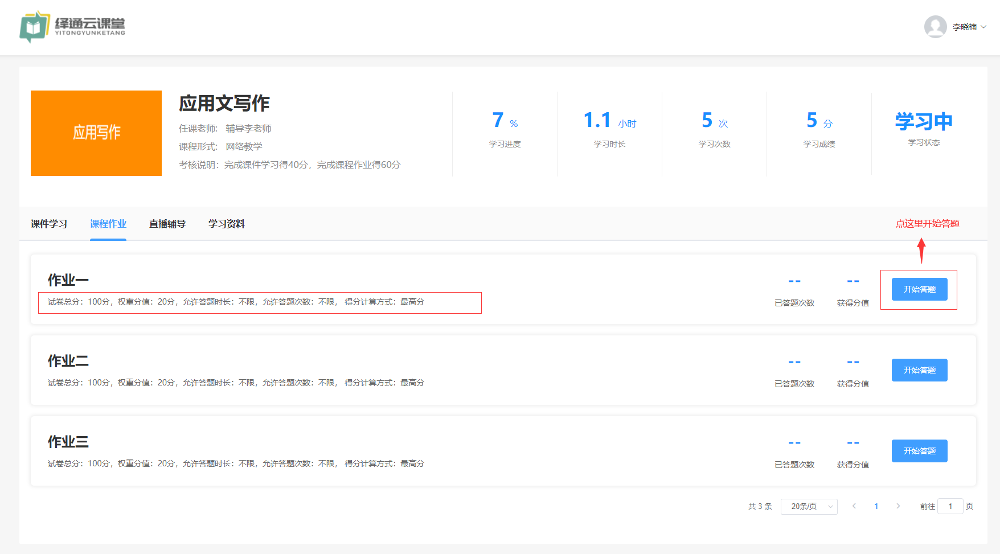 绎通云课堂
YITONGYUNKETANG
李晓楠
应用写作
应用文写作
任课老师: 辅导李老师
课程形式: 网络教学
考核说明：完成课件学习得40分，完成课程作业得60分
7 %
学习进度
1.1 小时
学习时长
5 次
学习次数
5 分
学习成绩
学习中
学习状态
课件学习 课程作业 直播辅导 学习资料
点这里开始答题
作业一
试卷总分：100分，权重分值：20分，允许答题时长：不限，允许答题次数：不限， 得分计算方式：最高分
--
已答题次数
--
获得分值
开始答题
作业二
试卷总分：100分，权重分值：20分，允许答题时长：不限，允许答题次数：不限， 得分计算方式：最高分
--
已答题次数
--
获得分值
开始答题
作业三
试卷总分：100分，权重分值：20分，允许答题时长：不限，允许答题次数：不限， 得分计算方式：最高分
--
已答题次数
--
获得分值
开始答题
共 3 条 20条/页 1 前往 1 页